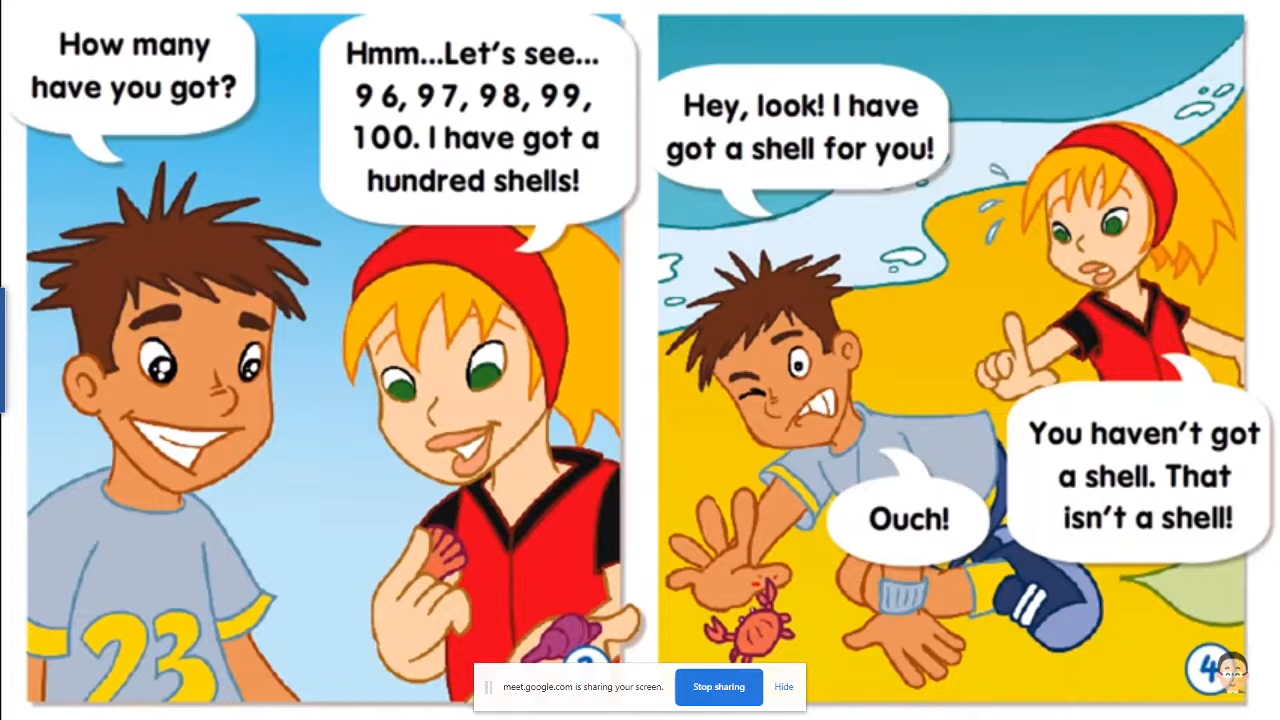 How many
have you got?
Hmm...Let's see...
96, 97, 98, 99,
100. I have got a
hundred shells!
23
Hey, look! I have
got a shell for you!
Ouch!
You haven't got
a shell. That
isn't a shell!
4
meet.google.com is sharing your screen.
Stop sharing
Hide